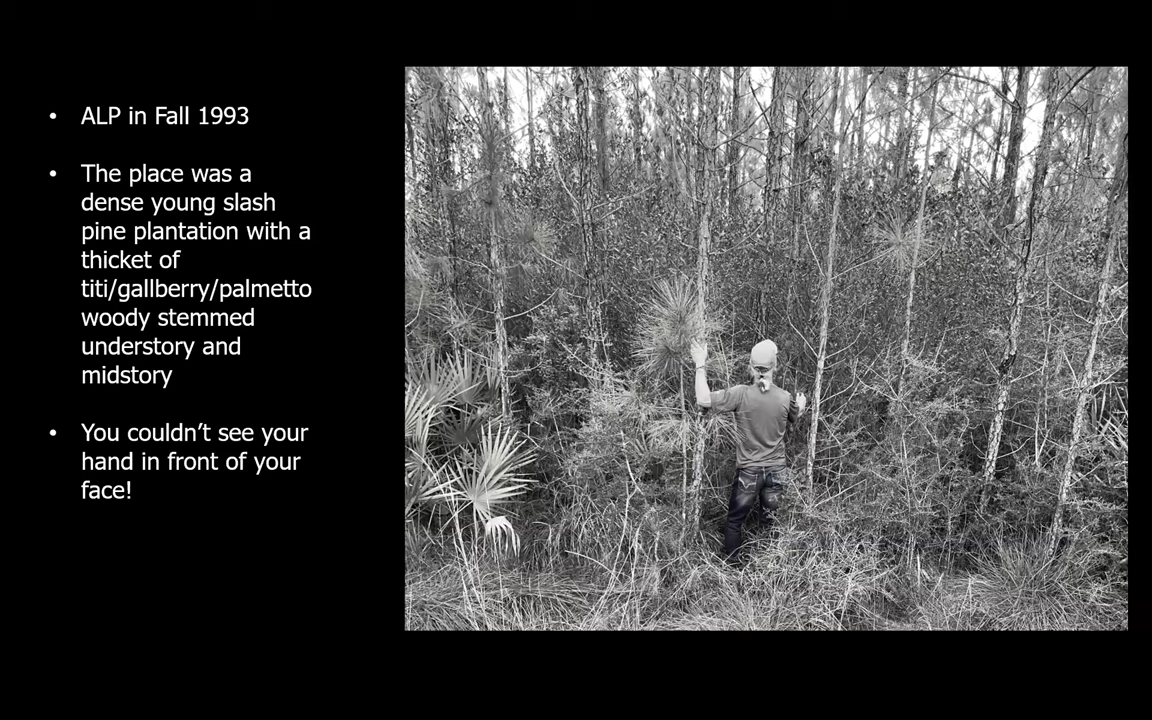 • ALP in Fall 1993
• The place was a
dense young slash
pine plantation with a
thicket of
titi/gallberry/palmetto
woody stemmed
understory and
midstory
• You couldn’t see your
hand in front of your
face!